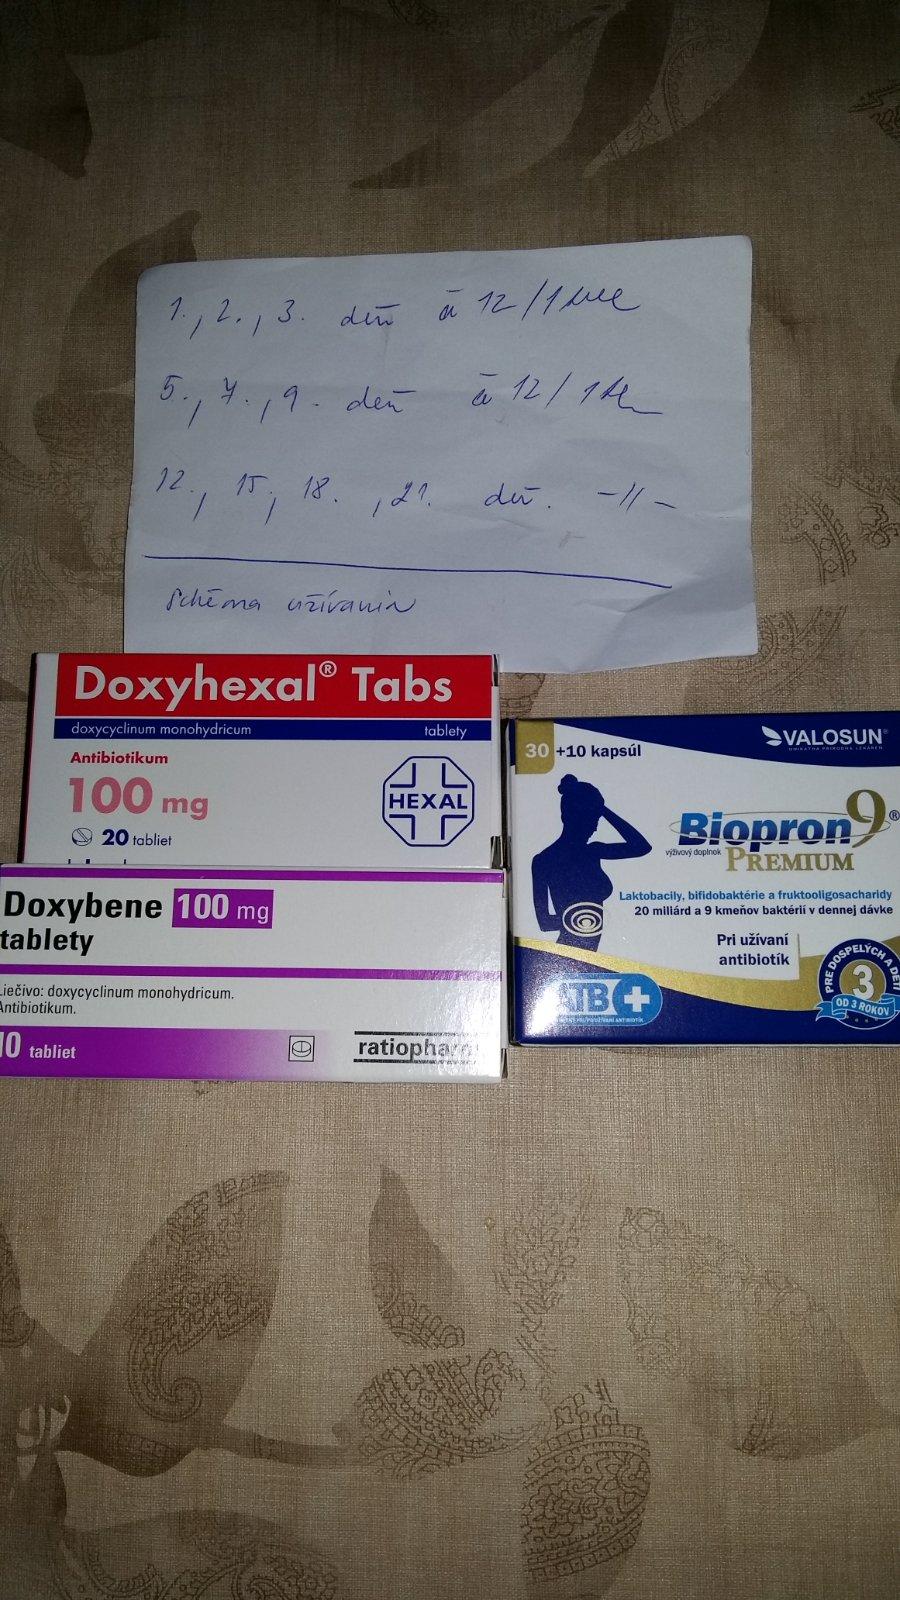 1., 2., 3. deň á 12/1
5., 7., 9. deň á 12/ 1
12., 15, 18. ,21. deň. -11-
Schéma užívania
Doxyhexal® Tabs
doxycyclinum monohydricum tablety
Antibiotikum
100 mg
HEXAL
20 tabliet
Doxybene 100 mg
tablety
Liečivo: doxycyclinum monohydricum.
Antibiotikum.
10 tabliet
ratiopharm
30 +10 kapsúl
VALOSUN®
Biopron9®
výživový doplnok PREMIUM
Laktobacily, bifidobaktérie a fruktooligosacharidy
20 miliárd a 9 kmeňov baktérií v dennej dávke
Pri užívaní
antibiotík
ATB +
PRE DOSPELÝCH A DETI
3
OD 3 ROKOV